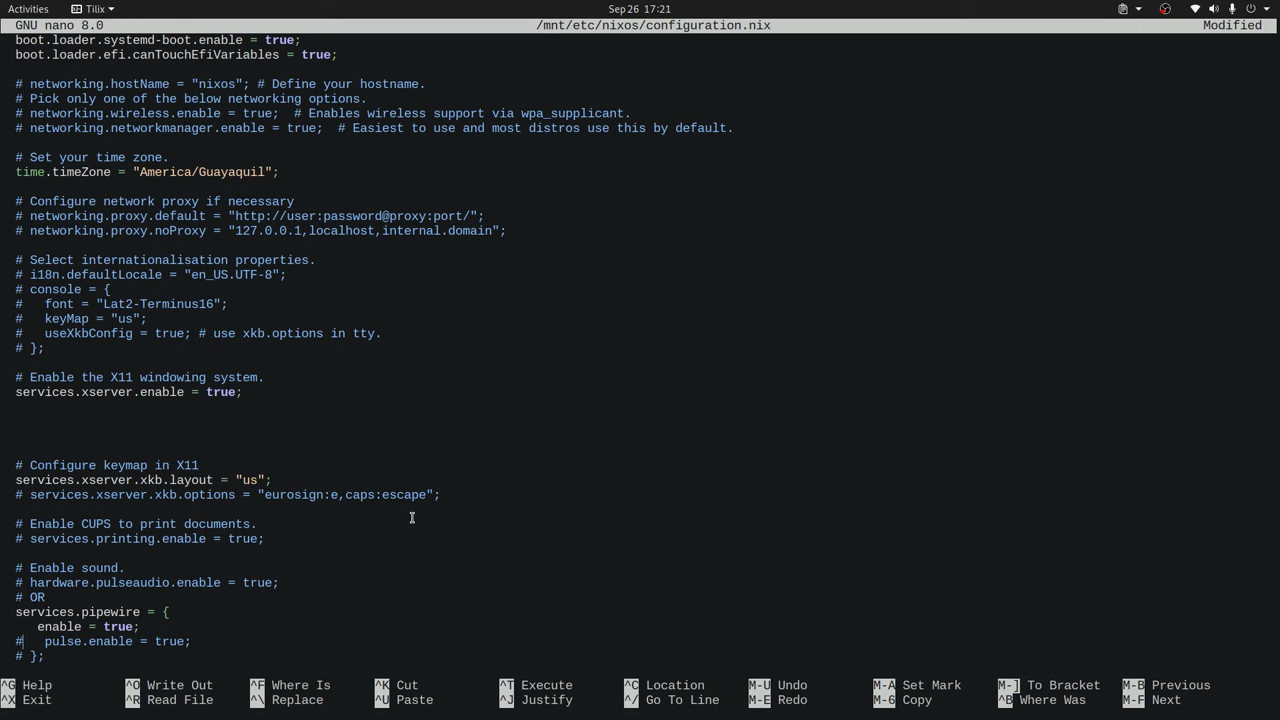 Activities Tilix Sep 26 17:21
GNU nano 8.0 /mnt/etc/nixos/configuration.nix Modified
boot.loader.systemd-boot.enable = true;
boot.loader.efi.canTouchEfiVariables = true;
# networking.hostName = "nixos"; # Define your hostname.
# Pick only one of the below networking options.
# networking.wireless.enable = true;  # Enables wireless support via wpa_supplicant.
# networking.networkmanager.enable = true;  # Easiest to use and most distros use this by default.
# Set your time zone.
time.timeZone = "America/Guayaquil";
# Configure network proxy if necessary
# networking.proxy.default = "http://user:password@proxy:port/";
# networking.proxy.noProxy = "127.0.0.1,localhost,internal.domain";
# Select internationalisation properties.
# i18n.defaultLocale = "en_US.UTF-8";
# console = {
#   font = "Lat2-Terminus16";
#   keyMap = "us";
#   useXkbConfig = true; # use xkb.options in tty.
# };
# Enable the X11 windowing system.
services.xserver.enable = true;
# Configure keymap in X11
services.xserver.xkb.layout = "us";
# services.xserver.xkb.options = "eurosign:e,caps:escape";
# Enable CUPS to print documents.
# services.printing.enable = true;
# Enable sound.
# hardware.pulseaudio.enable = true;
# OR
services.pipewire = {
   enable = true;
#   pulse.enable = true;
# };
^G Help ^O Write Out ^F Where Is ^K Cut ^T Execute ^C Location M-U Undo M-A Set Mark M-] To Bracket M-B Previous
^X Exit ^R Read File ^\ Replace ^U Paste ^J Justify ^/ Go To Line M-E Redo M-6 Copy ^B Where Was M-F Next